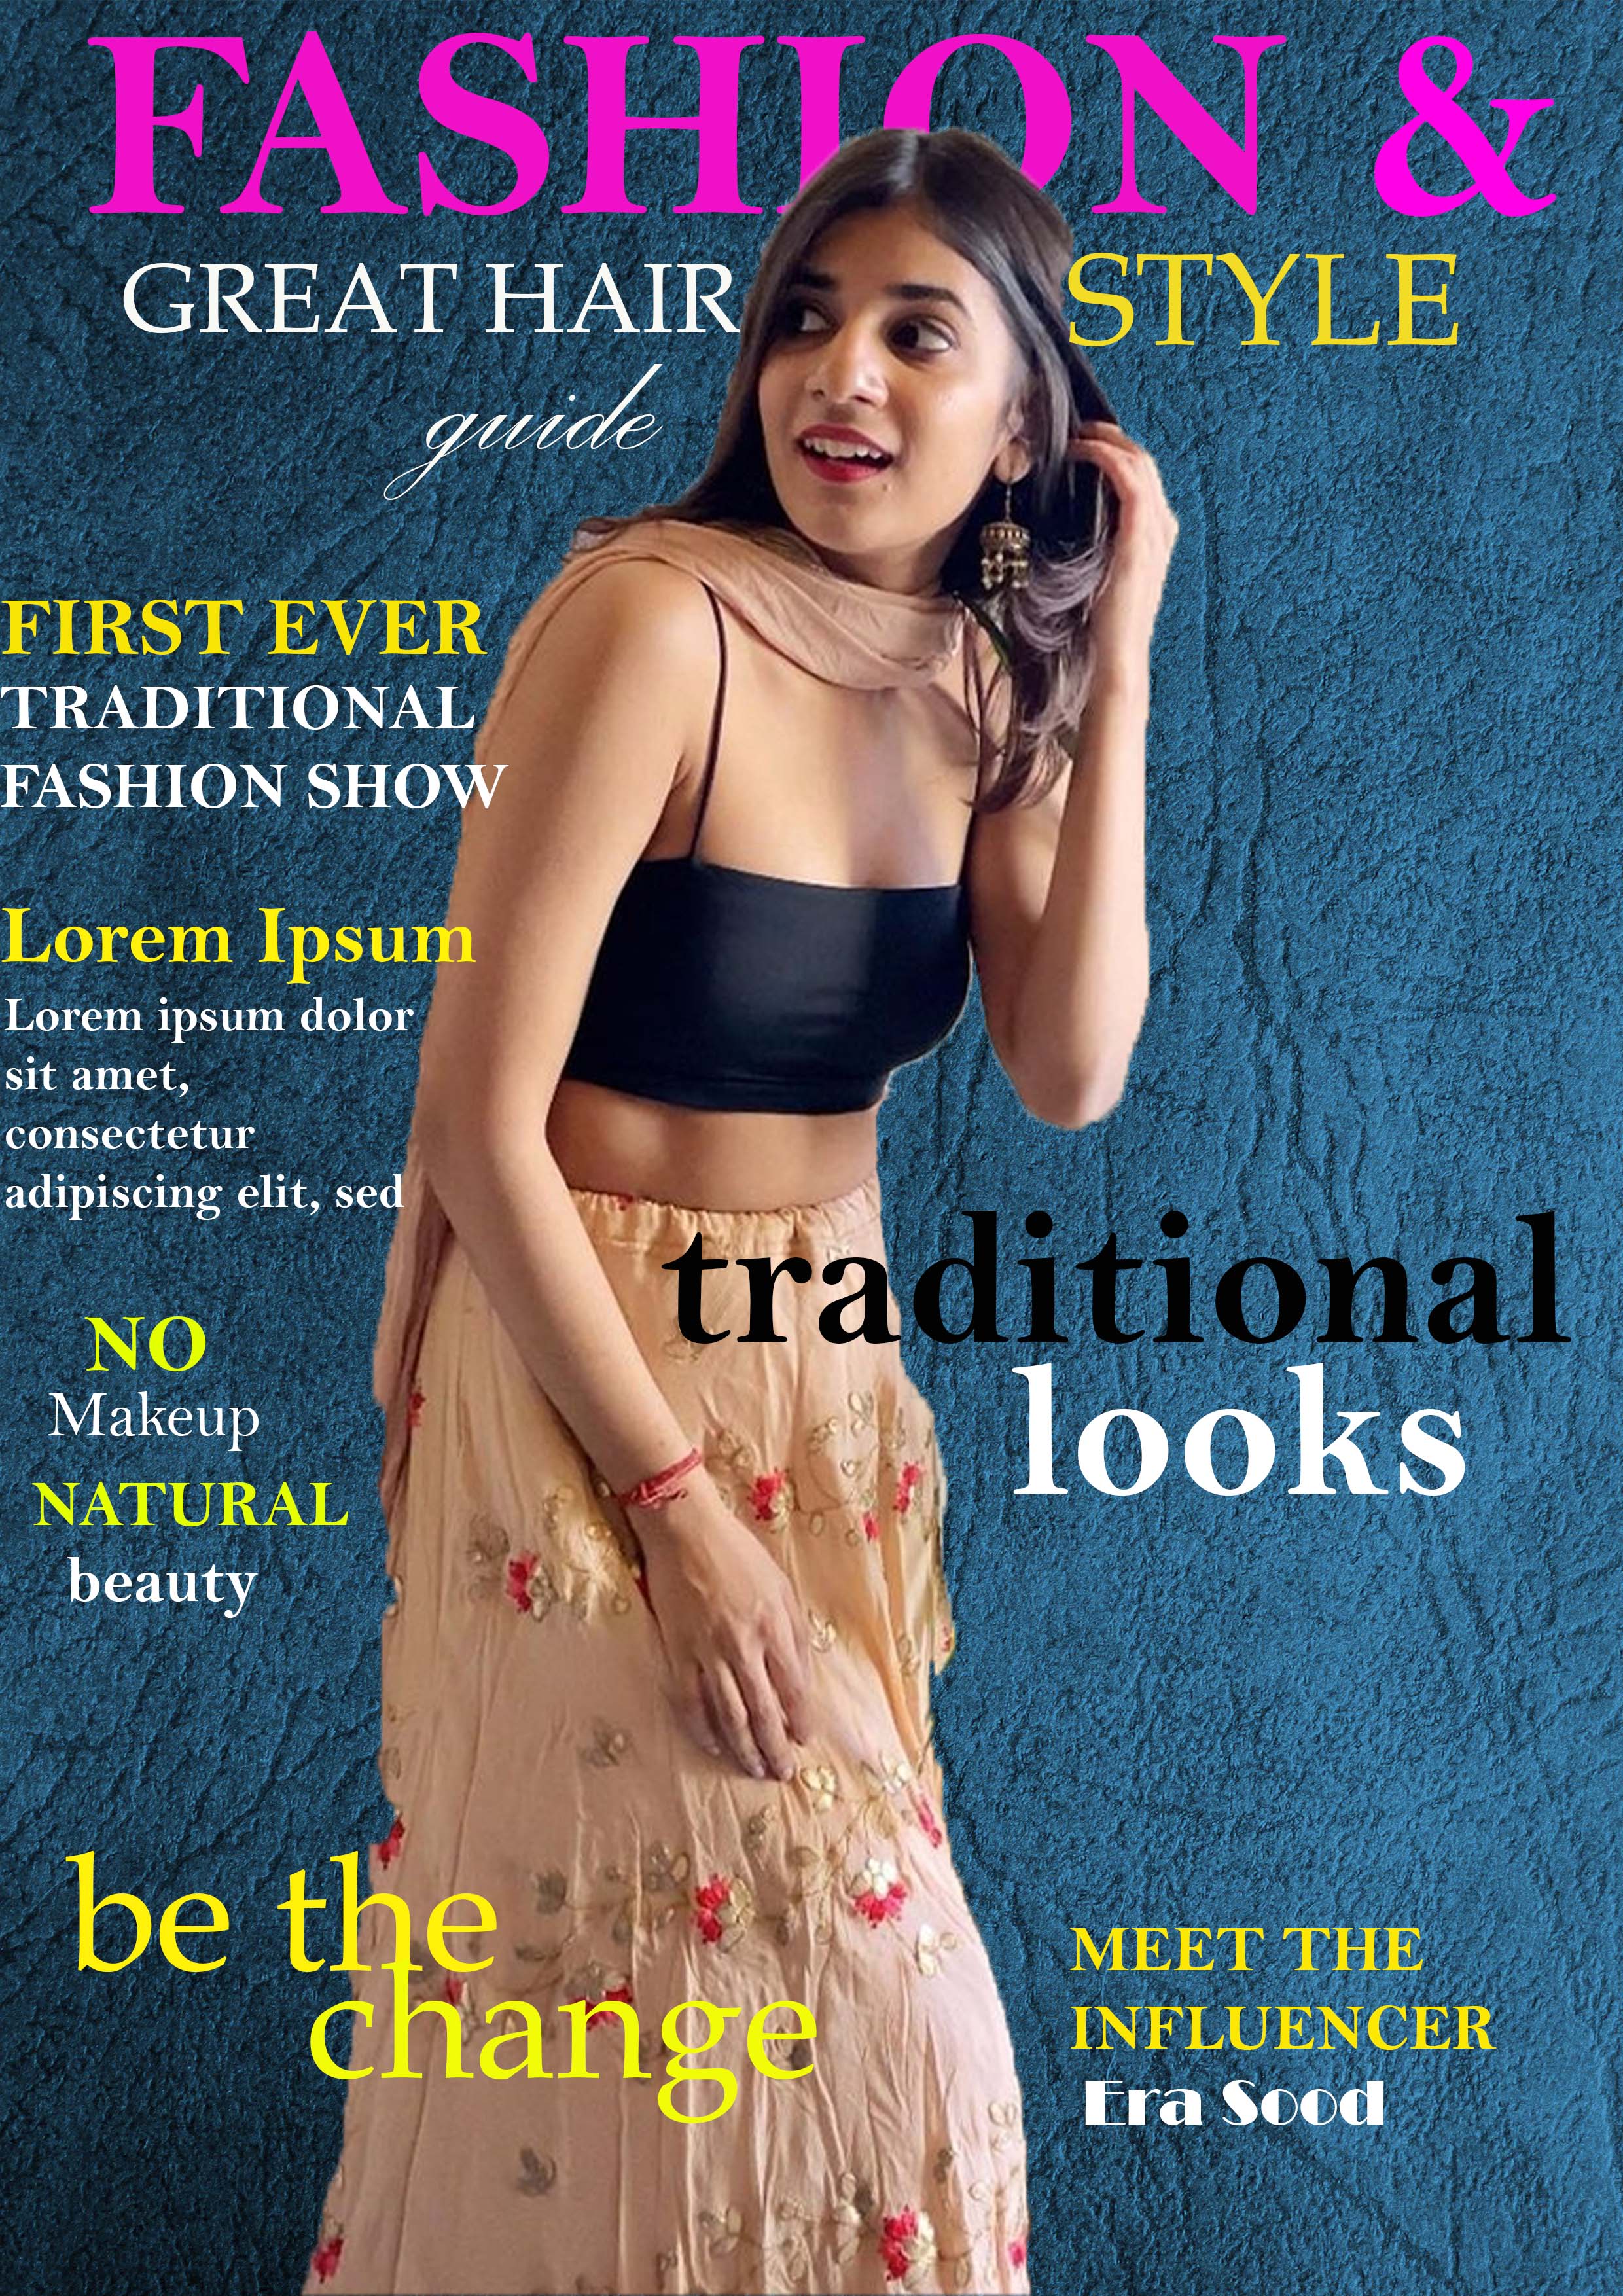 FASHION &
GREAT HAIR
STYLE
guide
FIRST EVER
TRADITIONAL
FASHION SHOW
Lorem Ipsum
Lorem ipsum dolor
sit amet,
consectetur
adipiscing elit, sed
traditional
looks
NO
Makeup
NATURAL
beauty
be the
change
MEET THE
INFLUENCER
Era Sood